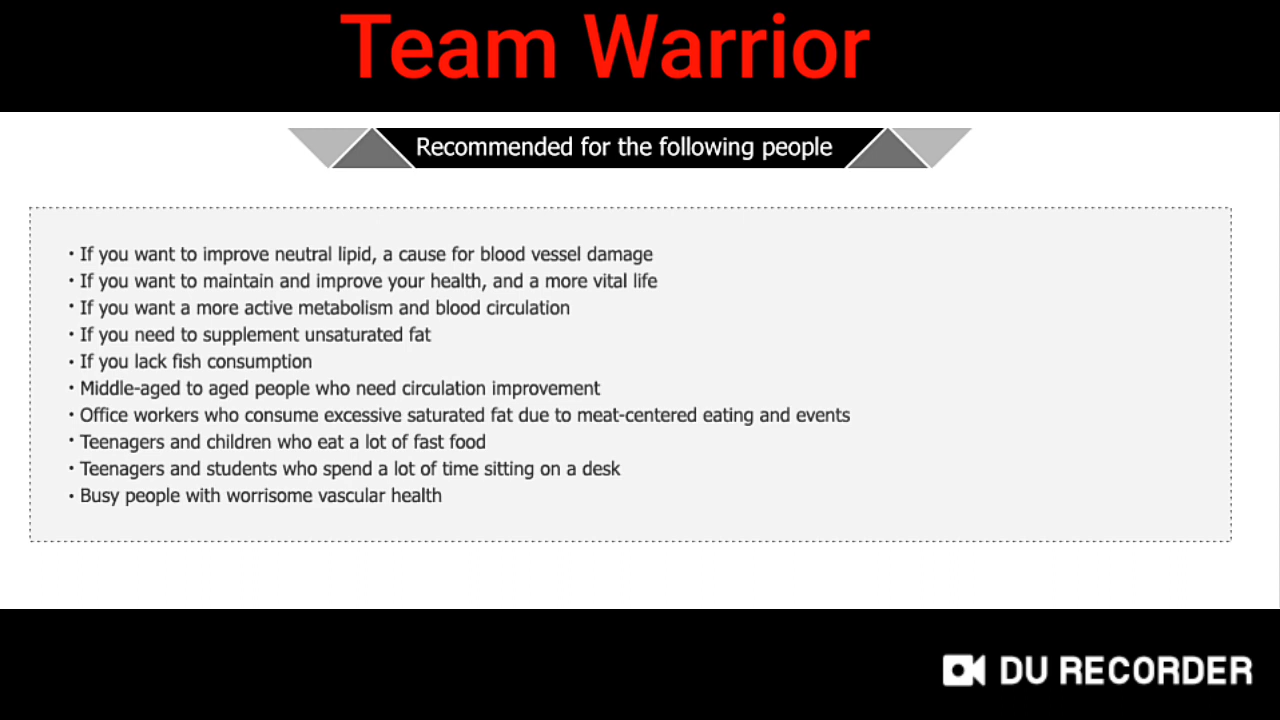 Team Warrior
Recommended for the following people
• If you want to improve neutral lipid, a cause for blood vessel damage
• If you want to maintain and improve your health, and a more vital life
• If you want a more active metabolism and blood circulation
• If you need to supplement unsaturated fat
• If you lack fish consumption
• Middle-aged to aged people who need circulation improvement
• Office workers who consume excessive saturated fat due to meat-centered eating and events
• Teenagers and children who eat a lot of fast food
• Teenagers and students who spend a lot of time sitting on a desk
• Busy people with worrisome vascular health
DU RECORDER